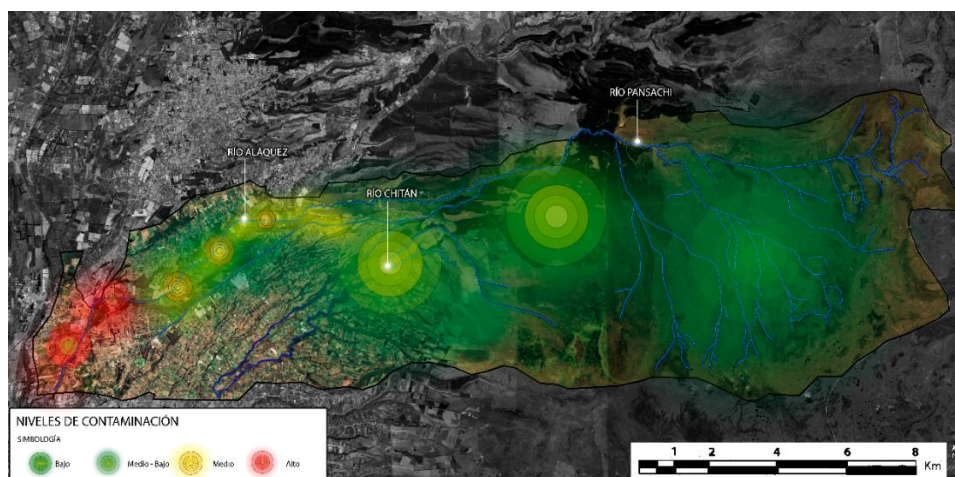 RÍO PANSACHI
RÍO ALÁQUEZ
RÍO CHITÁN
NIVELES DE CONTAMINACIÓN
SIMBOLOGÍA
Bajo
Medio - Bajo
Medio
Alto
1 2 4 6 8
Km